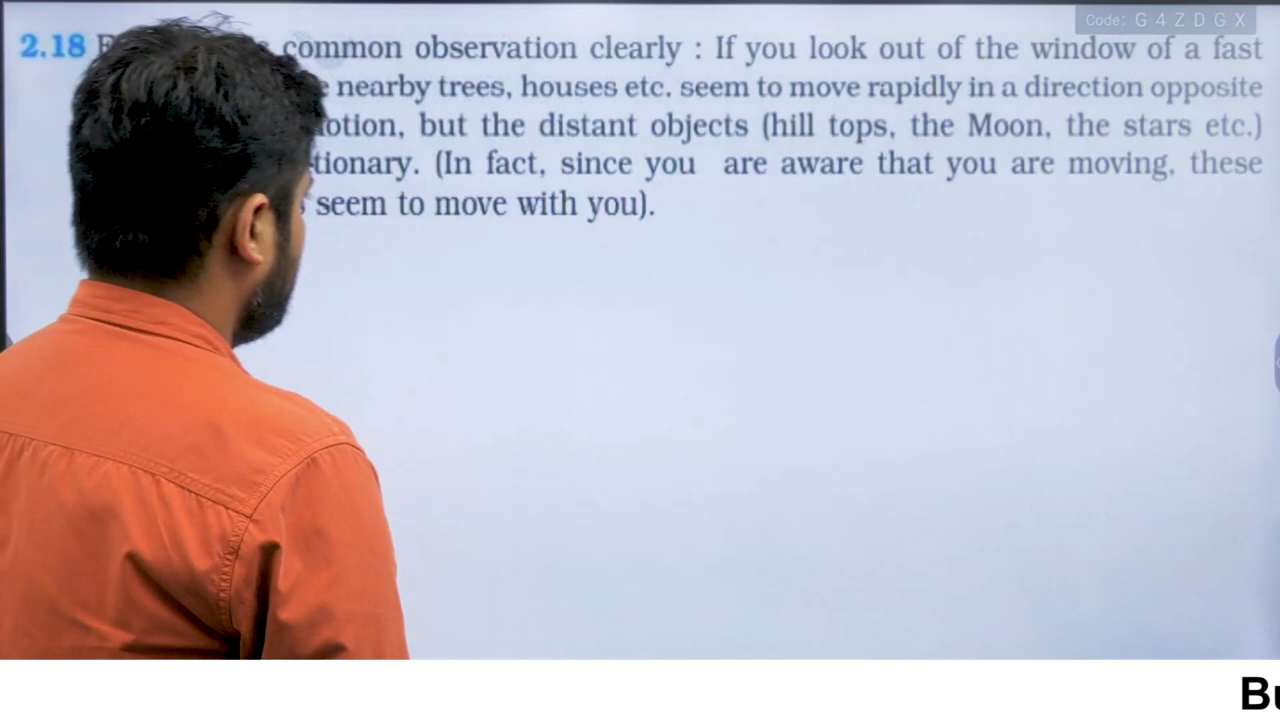 Code: G 4 Z D G X
2.18 common observation clearly : If you look out of the window of a fast
nearby trees, houses etc. seem to move rapidly in a direction opposite
otion, but the distant objects (hill tops, the Moon, the stars etc.)
tionary. (In fact, since you are aware that you are moving, these
seem to move with you).